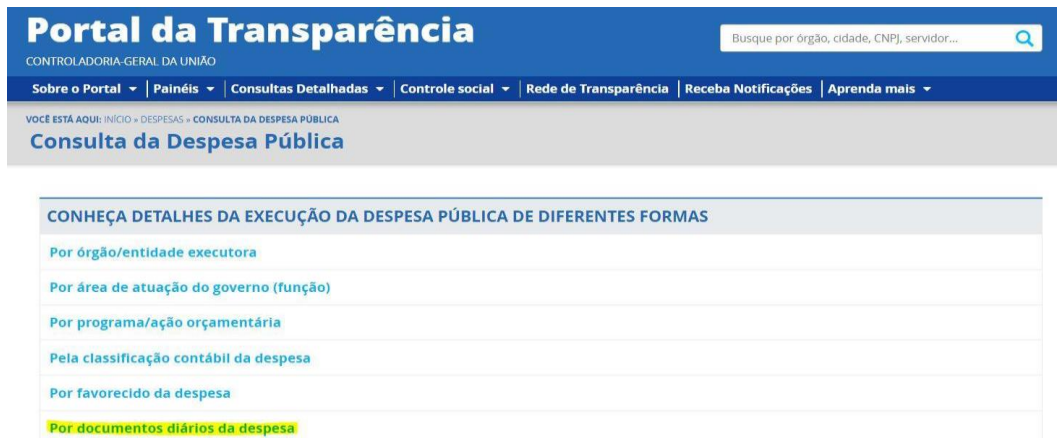 Portal da Transparência
Busque por órgão, cidade, CNPJ, servidor...
CONTROLADORIA-GERAL DA UNIÃO
Sobre o Portal | Painéis | Consultas Detalhadas | Controle social | Rede de Transparência | Receba Notificações | Aprenda mais
VOCÊ ESTÁ AQUI: INÍCIO » DESPESAS » CONSULTA DA DESPESA PÚBLICA
Consulta da Despesa Pública
CONHEÇA DETALHES DA EXECUÇÃO DA DESPESA PÚBLICA DE DIFERENTES FORMAS
Por órgão/entidade executora
Por área de atuação do governo (função)
Por programa/ação orçamentária
Pela classificação contábil da despesa
Por favorecido da despesa
Por documentos diários da despesa